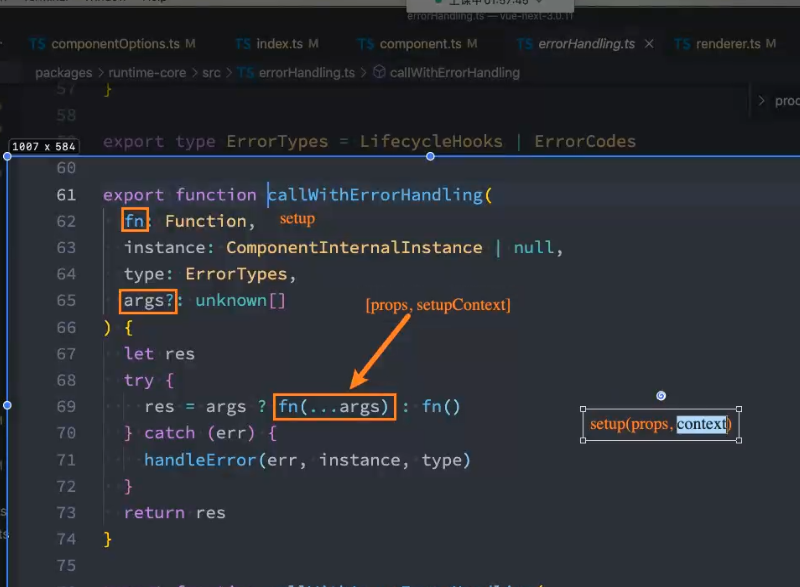 errorHandling.ts — vue-next-3.0.11
TS componentOptions.ts M TS index.ts M TS component.ts M TS errorHandling.ts × TS renderer.ts M
packages > runtime-core > src > TS errorHandling.ts > callWithErrorHandling
57 }
58
> proc
export type ErrorTypes = LifecycleHooks | ErrorCodes
1007 x 584
60
61 export function callWithErrorHandling(
62 fn: Function, setup
63 instance: ComponentInternalInstance | null,
64 type: ErrorTypes,
65 args?: unknown[]
[props, setupContext]
66 ) {
67 let res
68 try {
69 res = args ? fn(...args) : fn()
setup(props, context)
70 } catch (err) {
71 handleError(err, instance, type)
72 }
73 return res
74 }
75